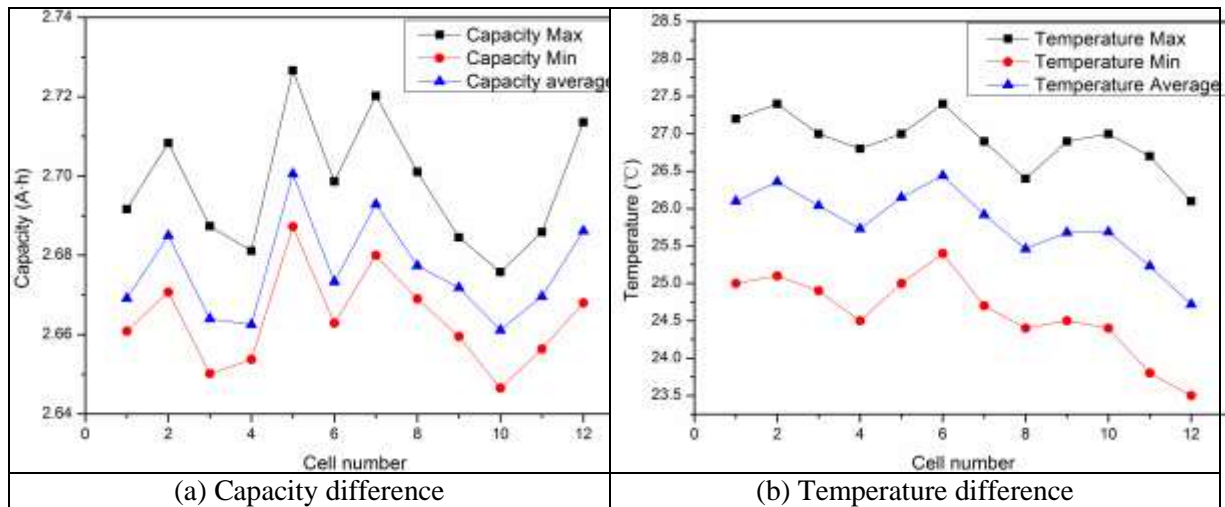 2.74
2.72
2.70
2.68
2.66
2.64
Capacity (A·h)
Capacity Max
Capacity Min
Capacity average
0 2 4 6 8 10 12
Cell number
(a) Capacity difference
28.5
28.0
27.5
27.0
26.5
26.0
25.5
25.0
24.5
24.0
23.5
Temperature (℃)
Temperature Max
Temperature Min
Temperature Average
0 2 4 6 8 10 12
Cell number
(b) Temperature difference